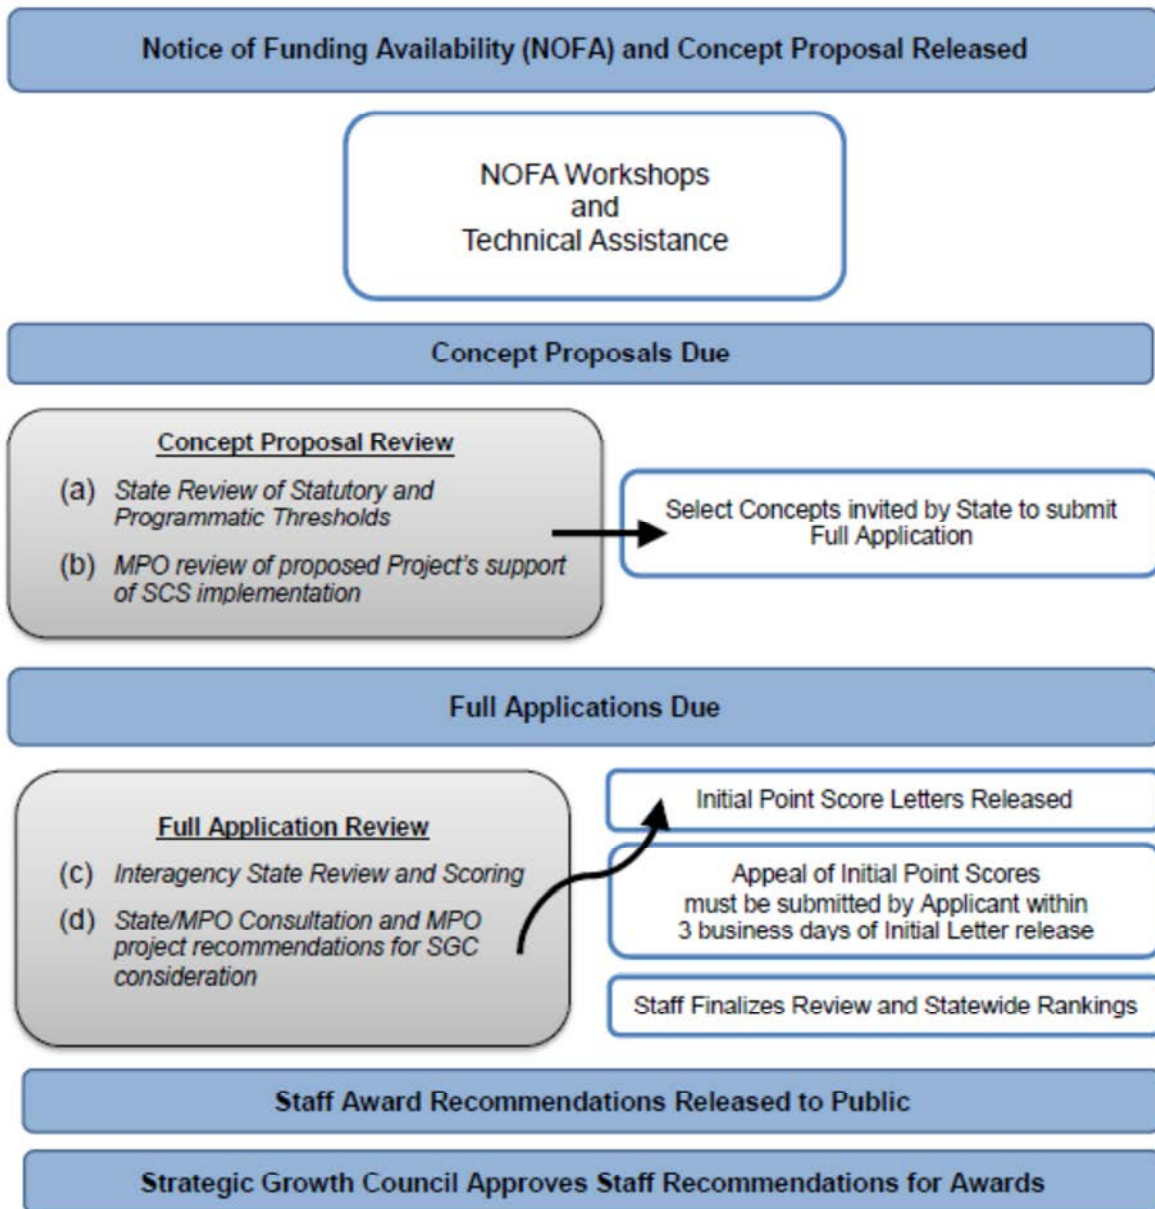 Notice of Funding Availability (NOFA) and Concept Proposal Released
NOFA Workshops
and
Technical Assistance
Concept Proposals Due
Concept Proposal Review
(a) State Review of Statutory and
Programmatic Thresholds
(b) MPO review of proposed Project's support
of SCS implementation
Select Concepts invited by State to submit
Full Application
Full Applications Due
Full Application Review
(c) Interagency State Review and Scoring
(d) State/MPO Consultation and MPO
project recommendations for SGC
consideration
Initial Point Score Letters Released
Appeal of Initial Point Scores
must be submitted by Applicant within
3 business days of Initial Letter release
Staff Finalizes Review and Statewide Rankings
Staff Award Recommendations Released to Public
Strategic Growth Council Approves Staff Recommendations for Awards